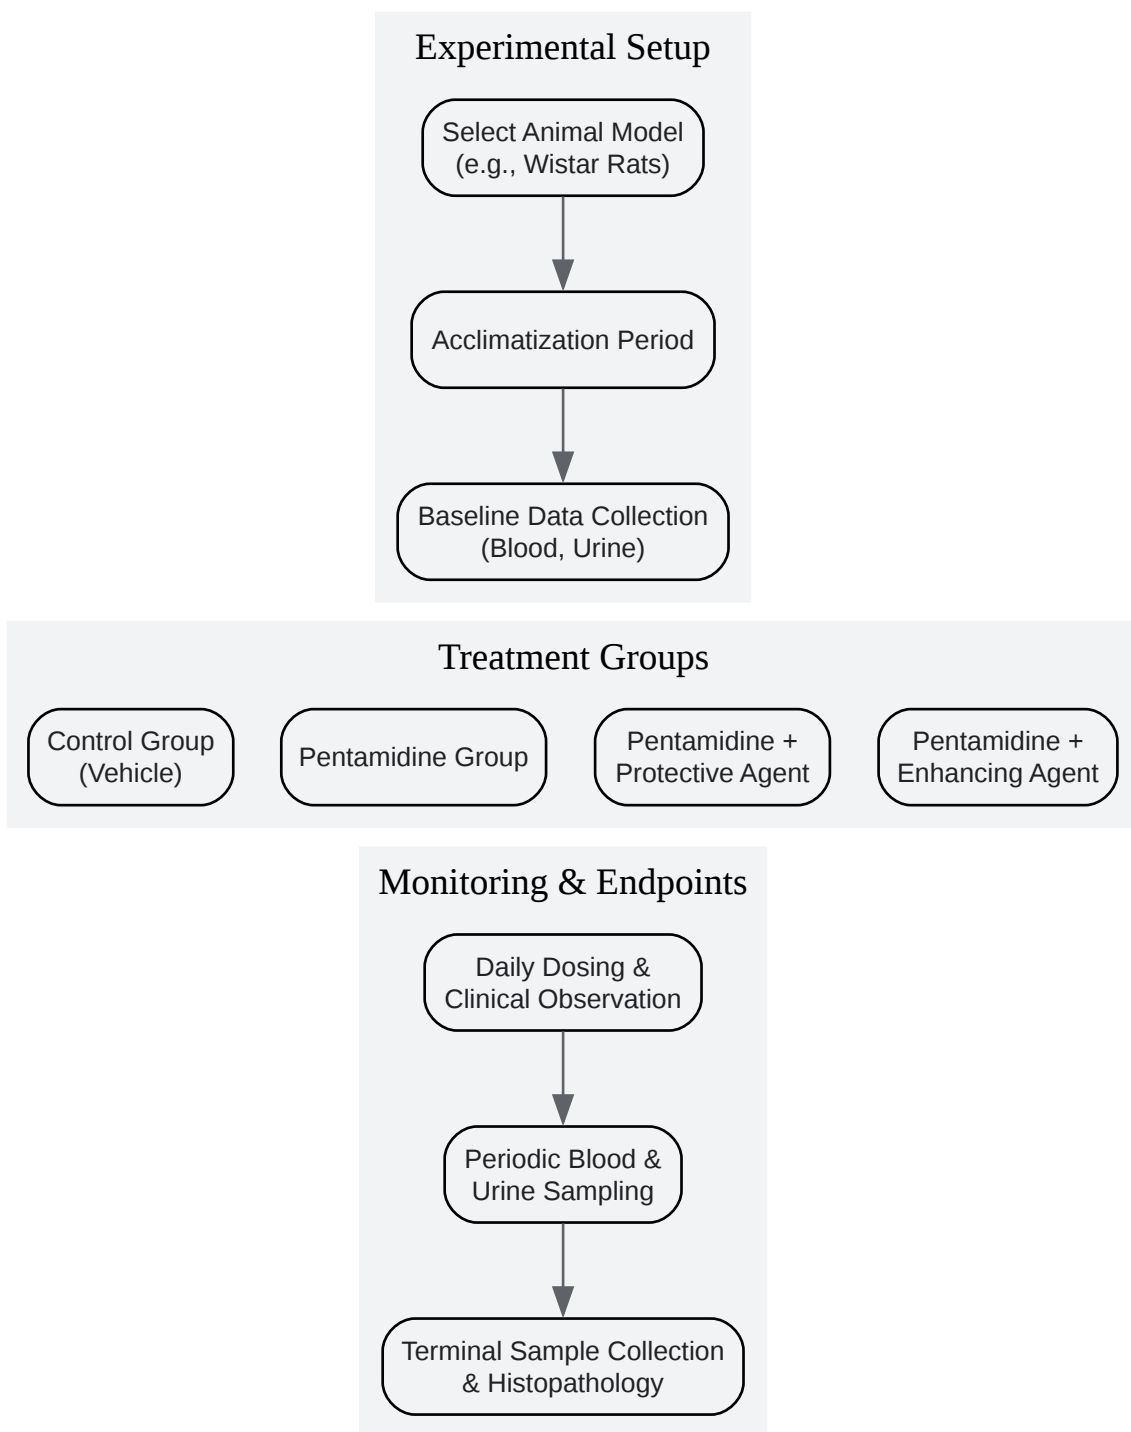 Experimental Setup
Select Animal Model
(e.g., Wistar Rats)
Acclimatization Period
Baseline Data Collection
(Blood, Urine)
Treatment Groups
Control Group
(Vehicle)
Pentamidine Group
Pentamidine +
Protective Agent
Pentamidine +
Enhancing Agent
Monitoring & Endpoints
Daily Dosing &
Clinical Observation
Periodic Blood &
Urine Sampling
Terminal Sample Collection
& Histopathology